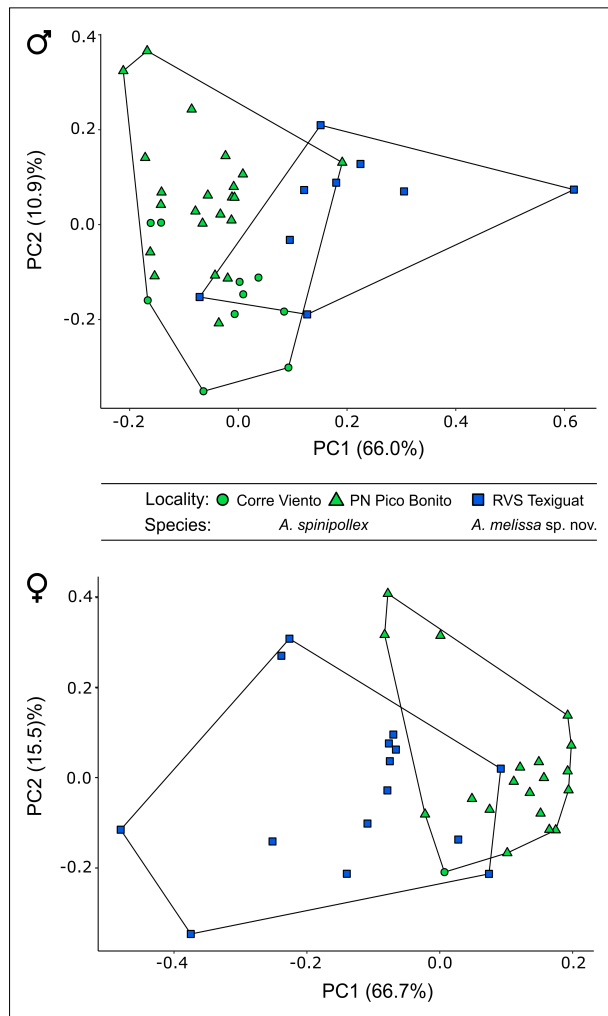 ♂
0.4
0.2
0.0
-0.2
PC2 (10.9)%
-0.2 0.0 0.2 0.4 0.6
PC1 (66.0%)
Locality: Corre Viento PN Pico Bonito RVS Texiguat
Species: A. spinipollex A. melissa sp. nov.
♀
0.4
0.2
0.0
-0.2
PC2 (15.5)%
-0.4 -0.2 0.0 0.2
PC1 (66.7%)